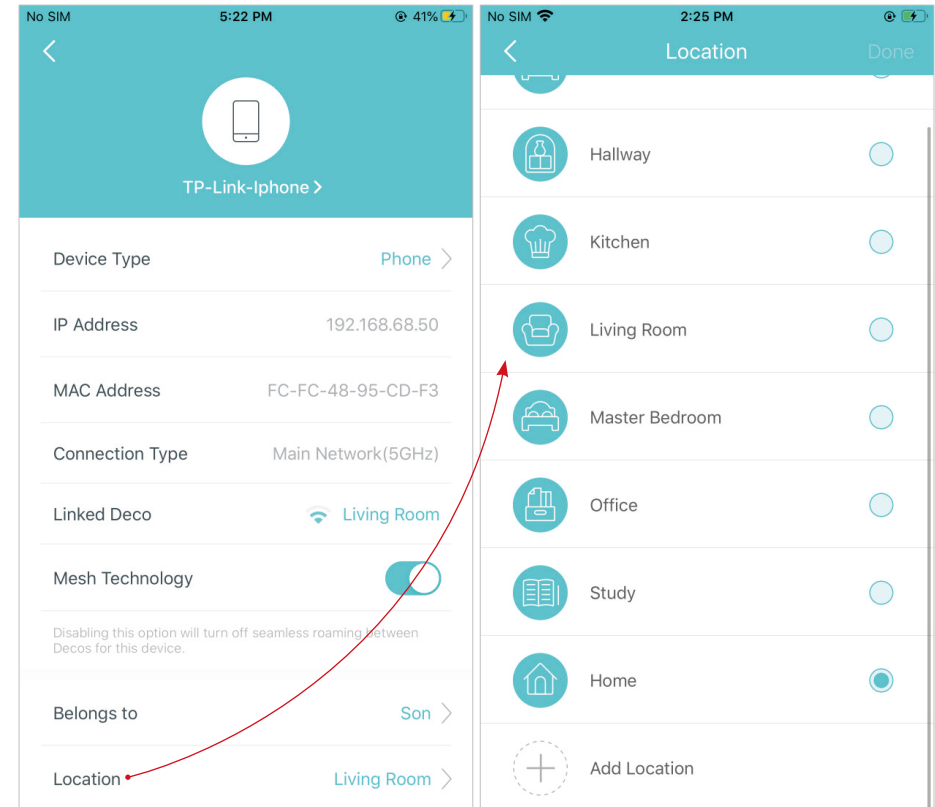 No SIM 5:22 PM 41%
TP-Link-Iphone >
Device Type Phone >
IP Address 192.168.68.50
MAC Address FC-FC-48-95-CD-F3
Connection Type Main Network(5GHz)
Linked Deco Living Room
Mesh Technology
Disabling this option will turn off seamless roaming between
Decos for this device.
Belongs to Son >
Location Living Room >
No SIM 2:25 PM
Location Done
Hallway
Kitchen
Living Room
Master Bedroom
Office
Study
Home
Add Location